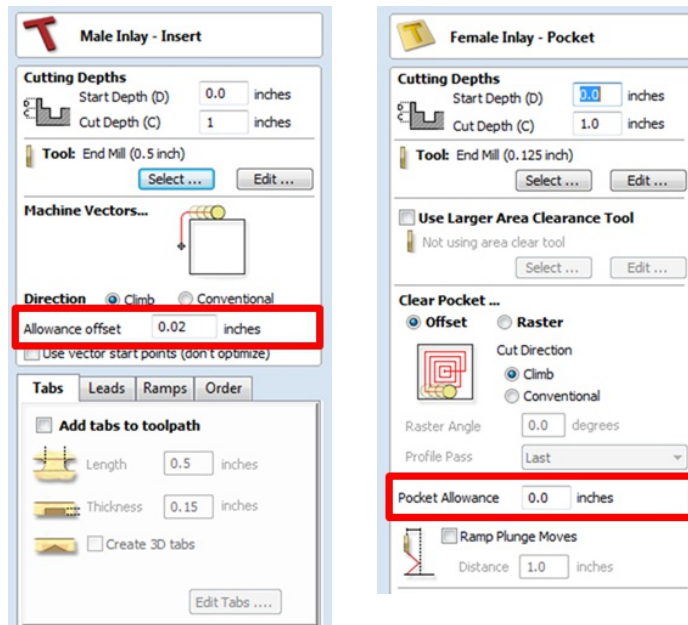 Male Inlay - Insert
Cutting Depths
Start Depth (D) 0.0 inches
Cut Depth (C) 1 inches
Tool: End Mill (0.5 inch)
Select ... Edit ...
Machine Vectors...
Direction Climb Conventional
Allowance offset 0.02 inches
Use vector start points (don't optimize)
Tabs Leads Ramps Order
Add tabs to toolpath
Length 0.5 inches
Thickness 0.15 inches
Create 3D tabs
Edit Tabs ....
Female Inlay - Pocket
Cutting Depths
Start Depth (D) 0.0 inches
Cut Depth (C) 1.0 inches
Tool: End Mill (0.125 inch)
Select ... Edit ...
Use Larger Area Clearance Tool
Not using area clear tool
Select ... Edit ...
Clear Pocket ...
Offset Raster
Cut Direction
Climb
Conventional
Raster Angle 0.0 degrees
Profile Pass Last
Pocket Allowance 0.0 inches
Ramp Plunge Moves
Distance 1.0 inches